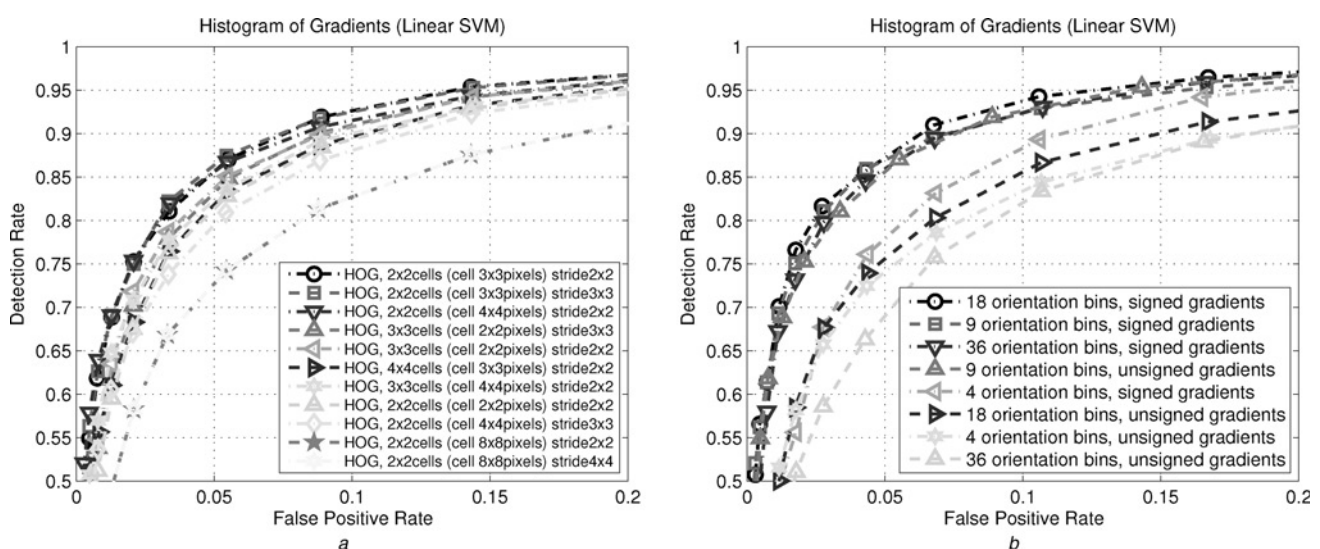 Histogram of Gradients (Linear SVM)
Detection Rate
1
0.95
0.9
0.85
0.8
0.75
0.7
0.65
0.6
0.55
0.5
HOG, 2x2cells (cell 3x3pixels) stride2x2
HOG, 2x2cells (cell 3x3pixels) stride3x3
HOG, 2x2cells (cell 4x4pixels) stride2x2
HOG, 3x3cells (cell 2x2pixels) stride3x3
HOG, 3x3cells (cell 2x2pixels) stride2x2
HOG, 4x4cells (cell 3x3pixels) stride2x2
HOG, 3x3cells (cell 4x4pixels) stride2x2
HOG, 2x2cells (cell 2x2pixels) stride2x2
HOG, 2x2cells (cell 4x4pixels) stride3x3
HOG, 2x2cells (cell 8x8pixels) stride2x2
HOG, 2x2cells (cell 8x8pixels) stride4x4
0 0.05 0.1 0.15 0.2
False Positive Rate
a
Histogram of Gradients (Linear SVM)
Detection Rate
1
0.95
0.9
0.85
0.8
0.75
0.7
0.65
0.6
0.55
0.5
18 orientation bins, signed gradients
9 orientation bins, signed gradients
36 orientation bins, signed gradients
9 orientation bins, unsigned gradients
4 orientation bins, signed gradients
18 orientation bins, unsigned gradients
4 orientation bins, unsigned gradients
36 orientation bins, unsigned gradients
0 0.05 0.1 0.15 0.2
False Positive Rate
b